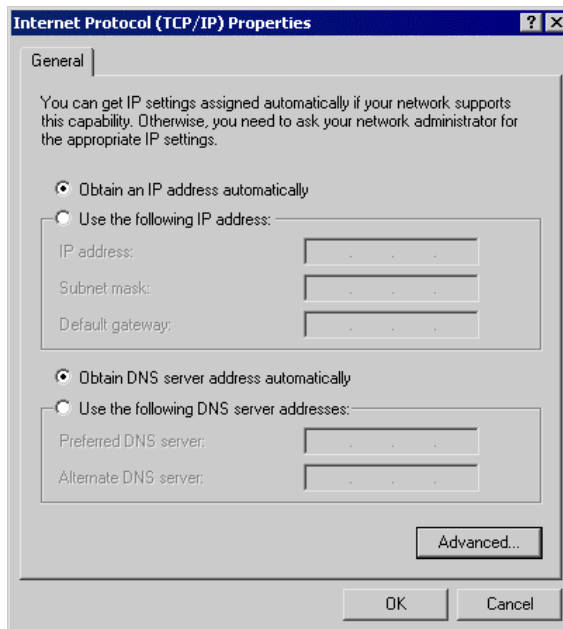 Internet Protocol (TCP/IP) Properties
General
You can get IP settings assigned automatically if your network supports
this capability. Otherwise, you need to ask your network administrator for
the appropriate IP settings.
Obtain an IP address automatically
Use the following IP address:
IP address:
Subnet mask:
Default gateway:
Obtain DNS server address automatically
Use the following DNS server addresses:
Preferred DNS server:
Alternate DNS server:
Advanced...
OK Cancel